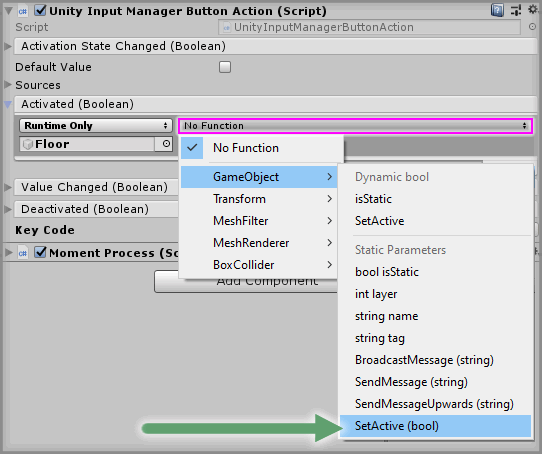 Unity Input Manager Button Action (Script)
Script
UnityInputManagerButtonAction
Activation State Changed (Boolean)
Default Value
Sources
Activated (Boolean)
Runtime Only
No Function
Floor
No Function
GameObject
Transform
MeshFilter
MeshRenderer
BoxCollider
Dynamic bool
isStatic
SetActive
Static Parameters
bool isStatic
int layer
string name
string tag
BroadcastMessage (string)
SendMessage (string)
SendMessageUpwards (string)
SetActive (bool)
Value Changed (Boolean)
Deactivated (Boolean)
Key Code
Moment Process (Sc
Add Component